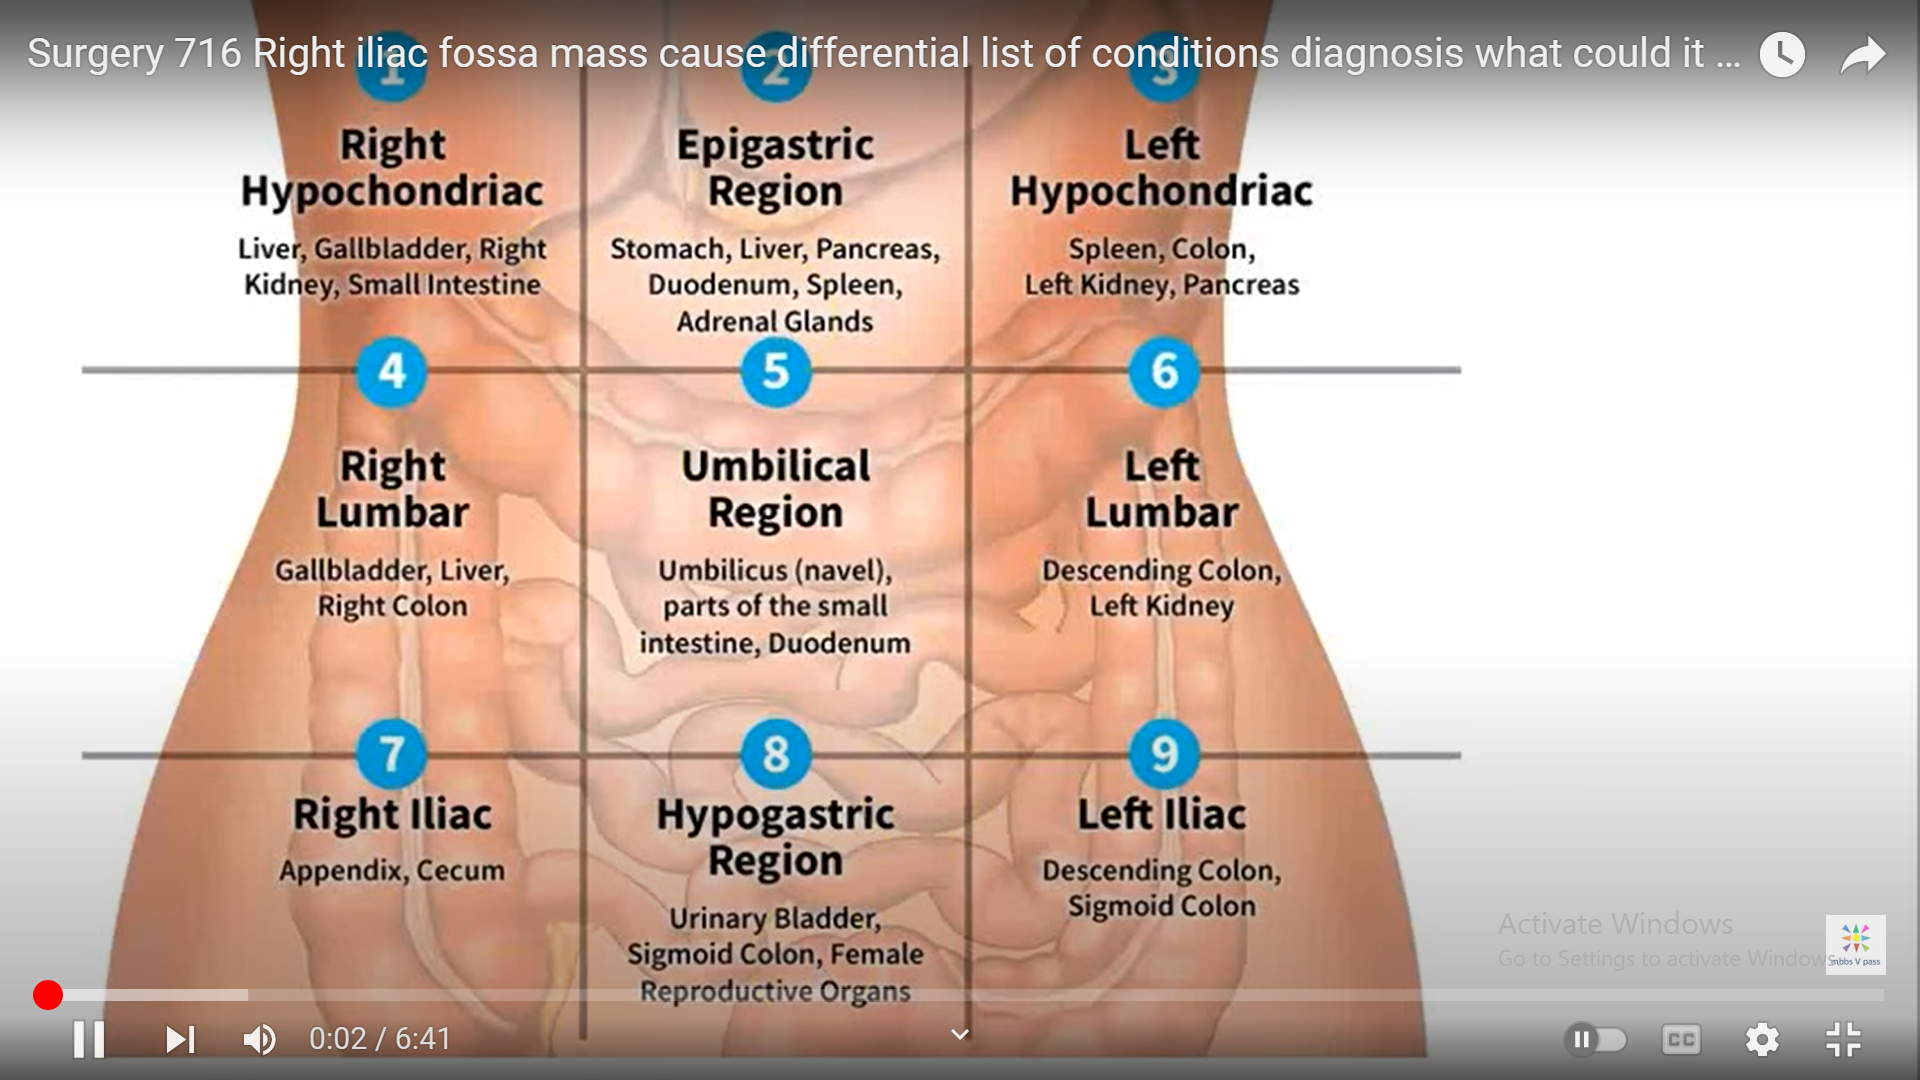 Surgery 716 Right iliac fossa mass cause differential list of conditions diagnosis what could it ...
1
2
3
Right
Hypochondriac
Liver, Gallbladder, Right
Kidney, Small Intestine
Epigastric
Region
Stomach, Liver, Pancreas,
Duodenum, Spleen,
Adrenal Glands
Left
Hypochondriac
Spleen, Colon,
Left Kidney, Pancreas
4
5
6
Right
Lumbar
Gallbladder, Liver,
Right Colon
Umbilical
Region
Umbilicus (navel),
parts of the small
intestine, Duodenum
Left
Lumbar
Descending Colon,
Left Kidney
7
8
9
Right Iliac
Appendix, Cecum
Hypogastric
Region
Urinary Bladder,
Sigmoid Colon, Female
Reproductive Organs
Left Iliac
Descending Colon,
Sigmoid Colon
Activate Windows
Go to Settings to activate Windows.
mbbs V pass
0:02 / 6:41
CC